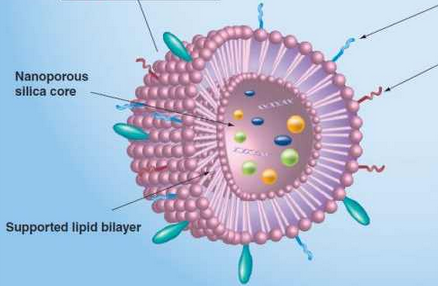 Nanoporous
silica core
Supported lipid bilayer